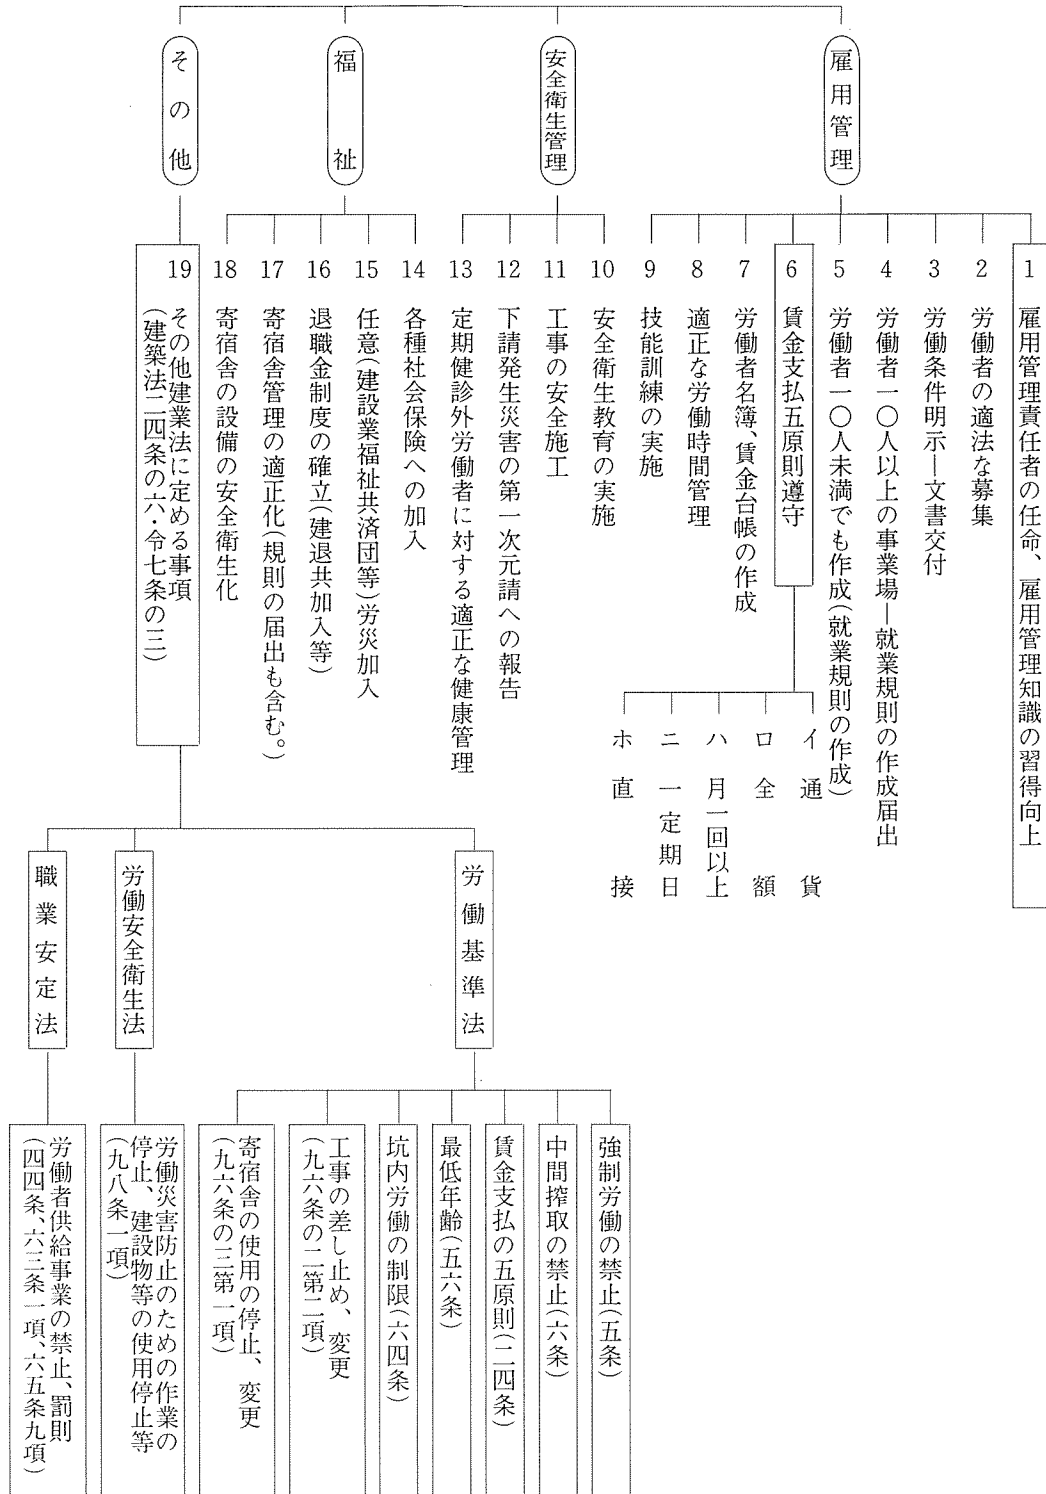 雇用管理
1 雇用管理責任者の任命、雇用管理知識の習得向上
2 労働者の適法な募集
3 労働条件明示―文書交付
4 労働者一〇人以上の事業場―就業規則の作成届出
5 労働者一〇人未満でも作成(就業規則の作成)
6 賃金支払五原則遵守
イ 通貨
ロ 全額
ハ 月一回以上
ニ 一定期日
ホ 直接
7 労働者名簿、賃金台帳の作成
8 適正な労働時間管理
9 技能訓練の実施
安全衛生管理
10 安全衛生教育の実施
11 工事の安全施工
12 下請発生災害の第一次元請への報告
13 定期健診外労働者に対する適正な健康管理
福祉
14 各種社会保険への加入
15 任意(建設業福祉共済団等)労災加入
16 退職金制度の確立(建退共加入等)
17 寄宿舎管理の適正化(規則の届出も含む。)
18 寄宿舎の設備の安全衛生化
その他
19 その他建業法に定める事項
(建築法二四条の六・令七条の三)
労働基準法
強制労働の禁止(五条)
中間搾取の禁止(六条)
賃金支払の五原則(二四条)
最低年齢(五六条)
坑内労働の制限(六四条)
工事の差し止め、変更
(九六条の二第二項)
寄宿舎の使用の停止、変更
(九六条の三第一項)
労働安全衛生法
労働災害防止のための作業の
停止、建設物等の使用停止等
(九八条一項)
職業安定法
労働者供給事業の禁止、罰則
(四四条、六三条一項、六五条九項)